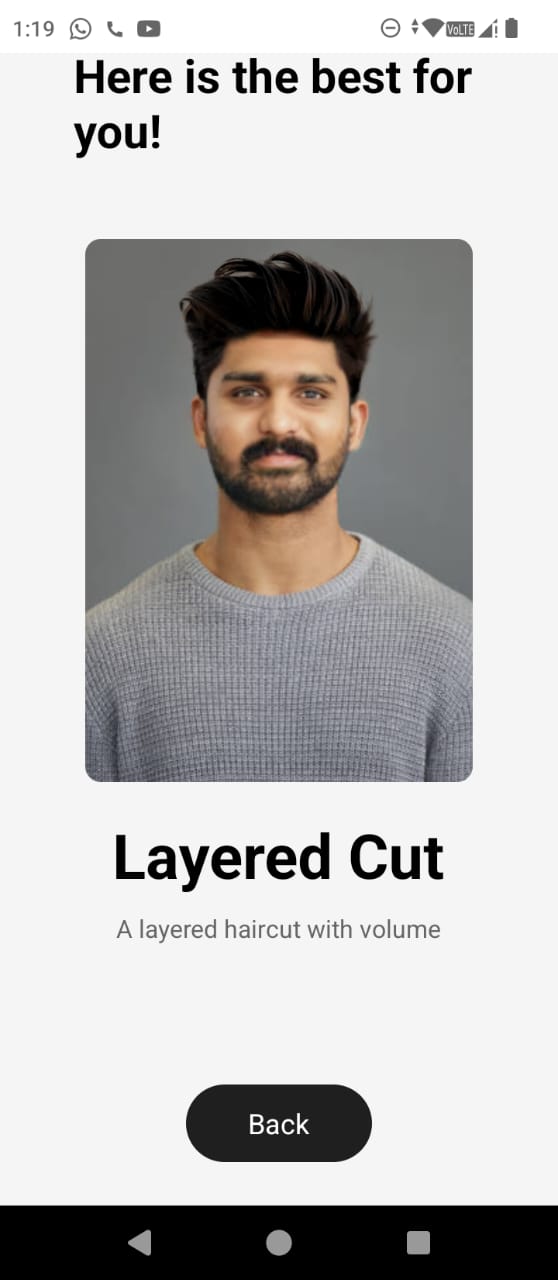 1:19 VoLTE
Here is the best for
you!
Layered Cut
A layered haircut with volume
Back